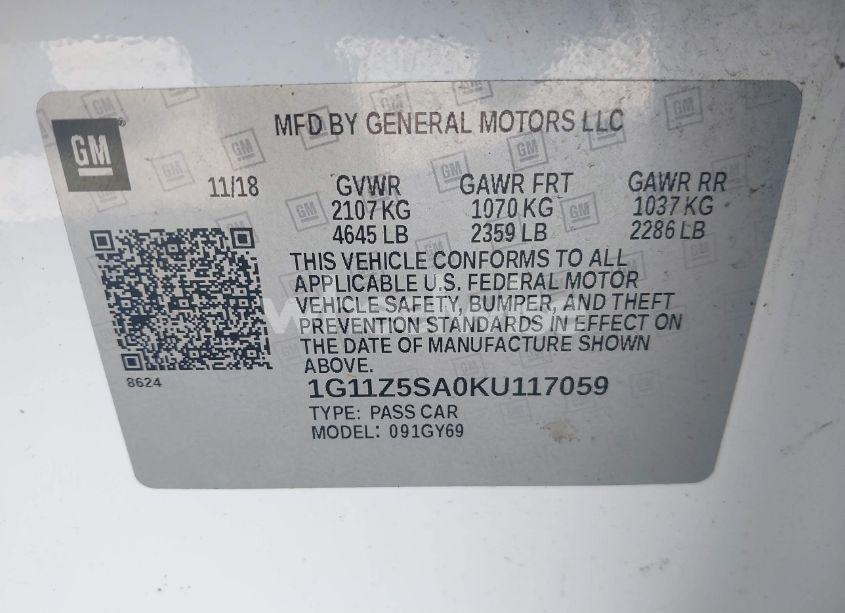 GM
MFD BY GENERAL MOTORS LLC
11/18 GVWR GAWR FRT GAWR RR
2107 KG 1070 KG 1037 KG
4645 LB 2359 LB 2286 LB
THIS VEHICLE CONFORMS TO ALL
APPLICABLE U.S. FEDERAL MOTOR
VEHICLE SAFETY, BUMPER, AND THEFT
PREVENTION STANDARDS IN EFFECT ON
THE DATE OF MANUFACTURE SHOWN
ABOVE.
8624
1G11Z5SA0KU117059
TYPE: PASS CAR
MODEL: 091GY69